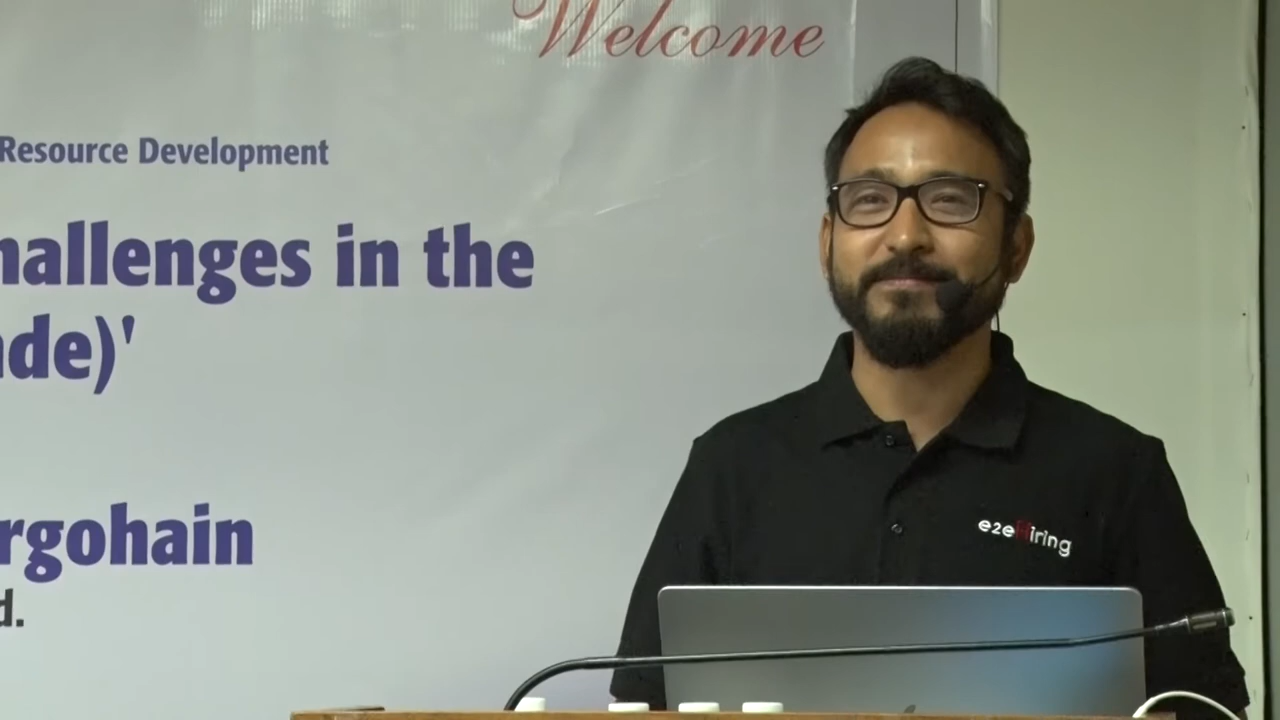 Welcome
Resource Development
hallenges in the
ade)'
rgohain
d.
e2eHiring